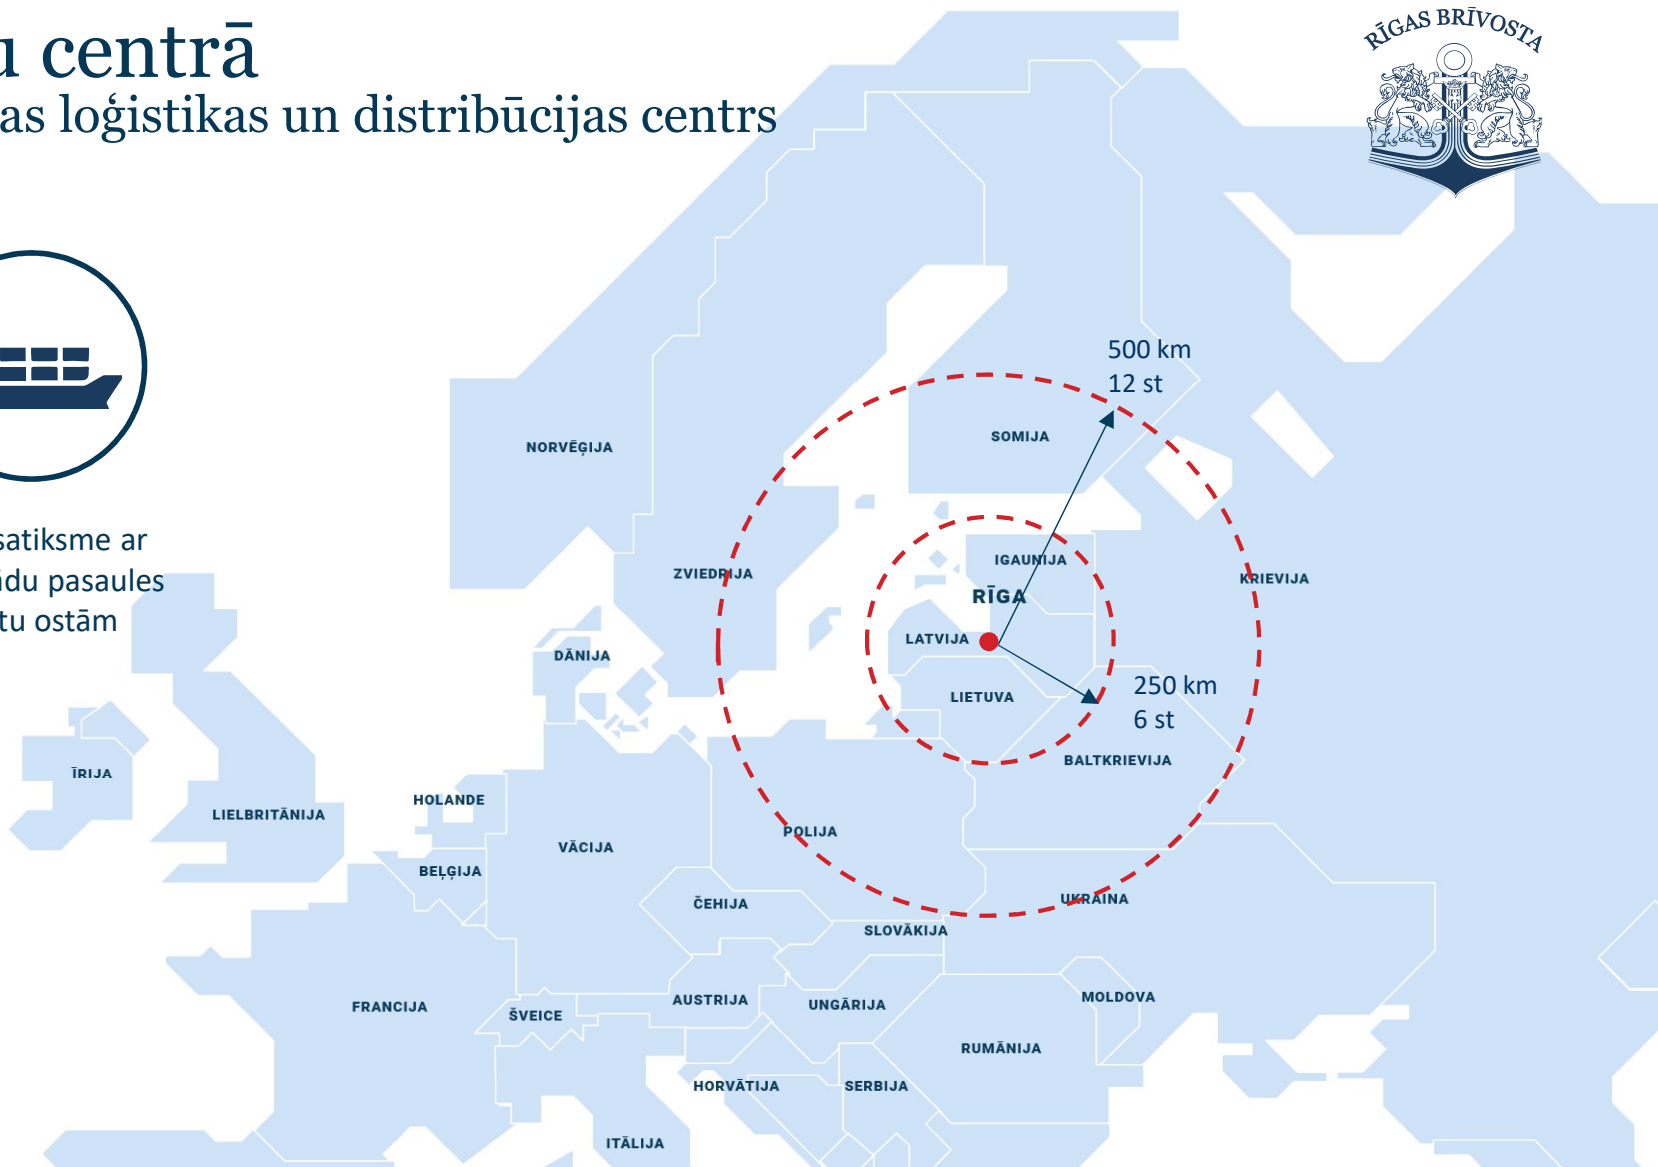 u centrā
as loģistikas un distribūcijas centrs
RĪGAS BRĪVOSTA
satiksme ar
ādu pasaules
tu ostām
500 km
12 st
SOMIJA
NORVĒĢIJA
IGAUNIJA
ZVIEDRIJA
KRIEVIJA
RĪGA
LATVIJA
DĀNIJA
250 km
6 st
LIETUVA
BALTKRIEVIJA
ĪRIJA
HOLANDE
LIELBRITĀNIJA
POLIJA
VĀCIJA
BEĻĢIJA
ČEHIJA
UKRAINA
SLOVĀKIJA
MOLDOVA
AUSTRIJA
UNGĀRIJA
FRANCIJA
ŠVEICE
RUMĀNIJA
HORVĀTIJA
SERBIJA
ITĀLIJA